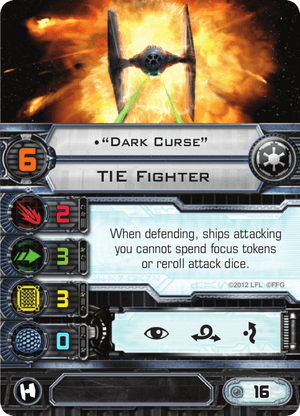 •“Dark Curse”
6
TIE Fighter
2
3
3
0
When defending, ships attacking
you cannot spend focus tokens
or reroll attack dice.
©2012 LFL ©FFG
16